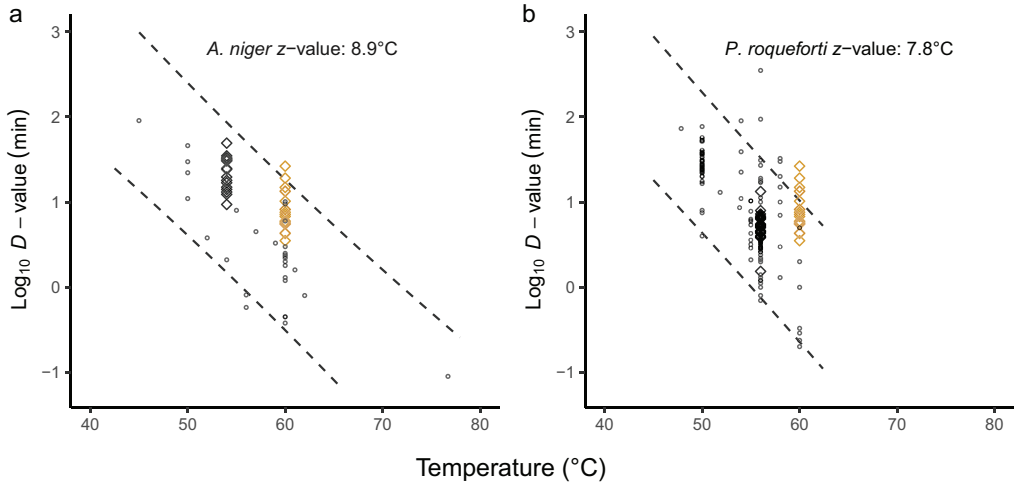 a
A. niger z−value: 8.9°C
Log10 D − value (min)
3
2
1
0
−1
40
50
60
70
80
b
P. roqueforti z−value: 7.8°C
Log10 D − value (min)
3
2
1
0
−1
40
50
60
70
80
Temperature (°C)